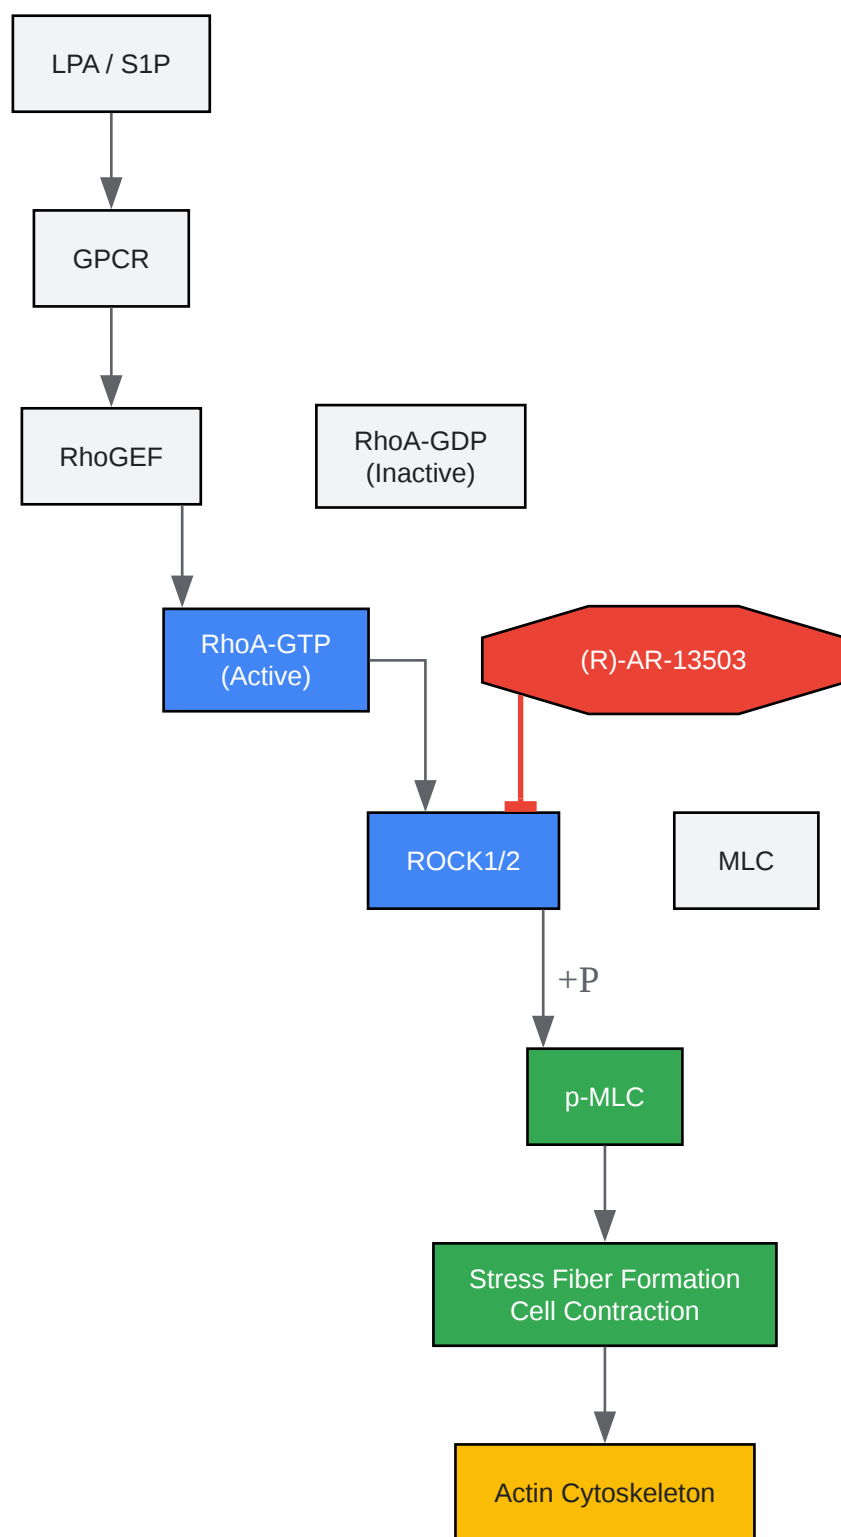 LPA / S1P
GPCR
RhoGEF
RhoA-GDP
(Inactive)
RhoA-GTP
(Active)
(R)-AR-13503
ROCK1/2
MLC
+P
p-MLC
Stress Fiber Formation
Cell Contraction
Actin Cytoskeleton